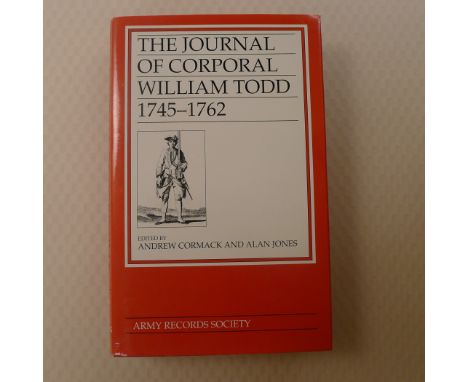 THE JOURNAL
OF CORPORAL
WILLIAM TODD
1745–1762
EDITED BY
ANDREW CORMACK AND ALAN JONES
ARMY RECORDS SOCIETY